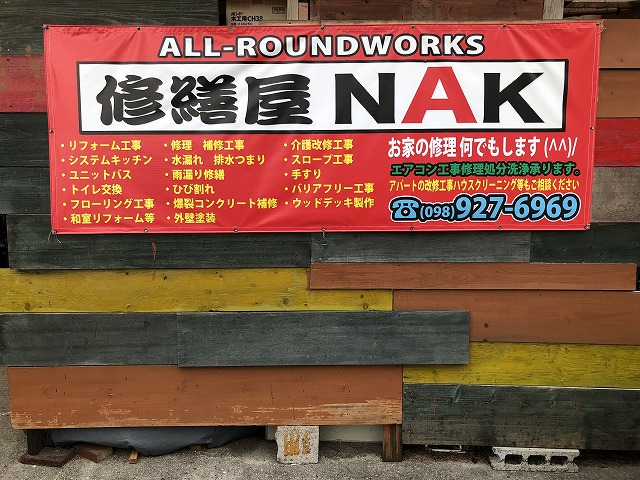 ALL-ROUNDWORKS
修繕屋 NAK
・リフォーム工事
・システムキッチン
・ユニットバス
・トイレ交換
・フローリング工事
・和室リフォーム等
・修理 補修工事
・水漏れ 排水つまり
・雨漏り修繕
・ひび割れ
・爆裂コンクリート補修
・外壁塗装
・介護改修工事
・スロープ工事
・手すり
・バリアフリー工事
・ウッドデッキ製作
お家の修理 何でもします (^^)/
エアコン工事修理処分洗浄承ります。
アパートの改修工事ハウスクリーニング等もご相談ください
☎(098)927-6969